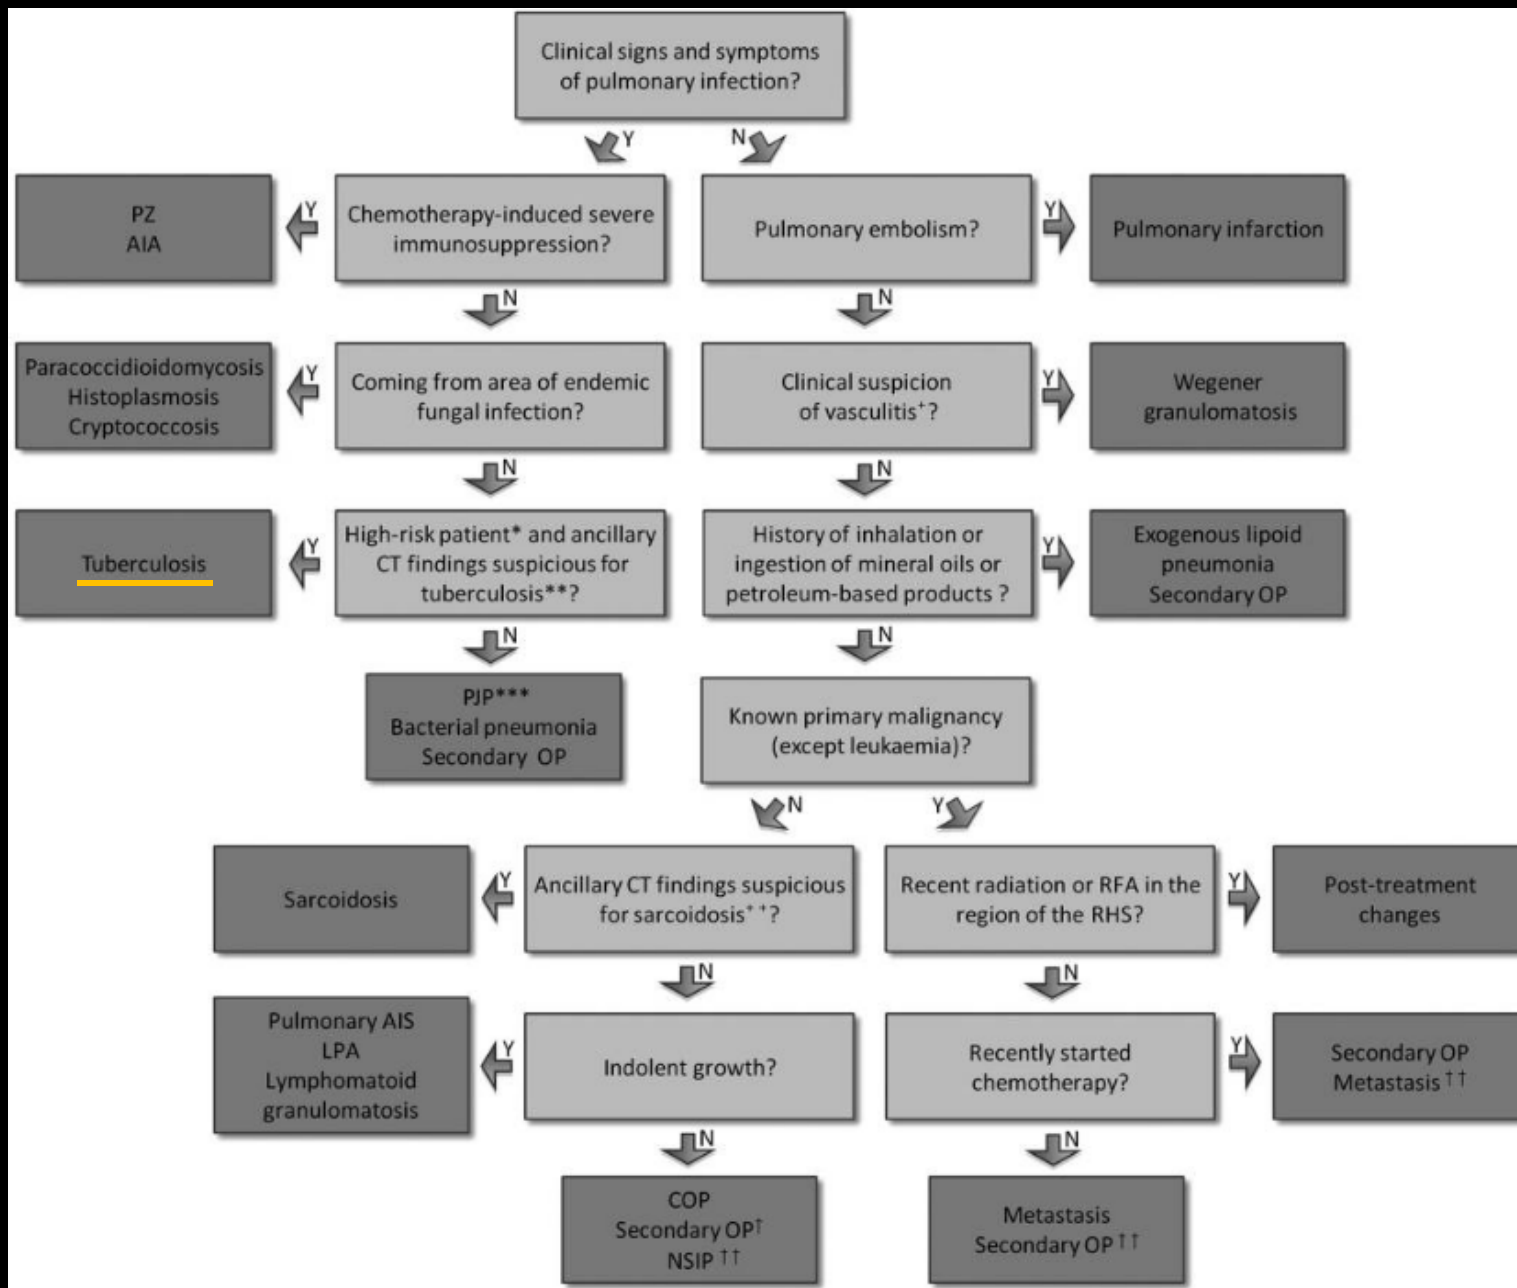 Clinical signs and symptoms
of pulmonary infection?
Y
N
PZ
AIA
Y
Chemotherapy-induced severe
immunosuppression?
Pulmonary embolism?
Y
Pulmonary infarction
N
N
Paracoccidioidomycosis
Histoplasmosis
Cryptococcosis
Y
Coming from area of endemic
fungal infection?
Clinical suspicion
of vasculitis⁺?
Y
Wegener
granulomatosis
N
N
Tuberculosis
Y
High-risk patient* and ancillary
CT findings suspicious for
tuberculosis**?
History of inhalation or
ingestion of mineral oils or
petroleum-based products ?
Y
Exogenous lipoid
pneumonia
Secondary OP
N
N
PJP***
Bacterial pneumonia
Secondary OP
Known primary malignancy
(except leukaemia)?
N
Y
Sarcoidosis
Y
Ancillary CT findings suspicious
for sarcoidosis⁺⁺?
Recent radiation or RFA in the
region of the RHS?
Y
Post-treatment
changes
N
N
Pulmonary AIS
LPA
Lymphomatoid
granulomatosis
Y
Indolent growth?
Recently started
chemotherapy?
Y
Secondary OP
Metastasis ↑↑
N
N
COP
Secondary OP↑
NSIP ↑↑
Metastasis
Secondary OP↑↑